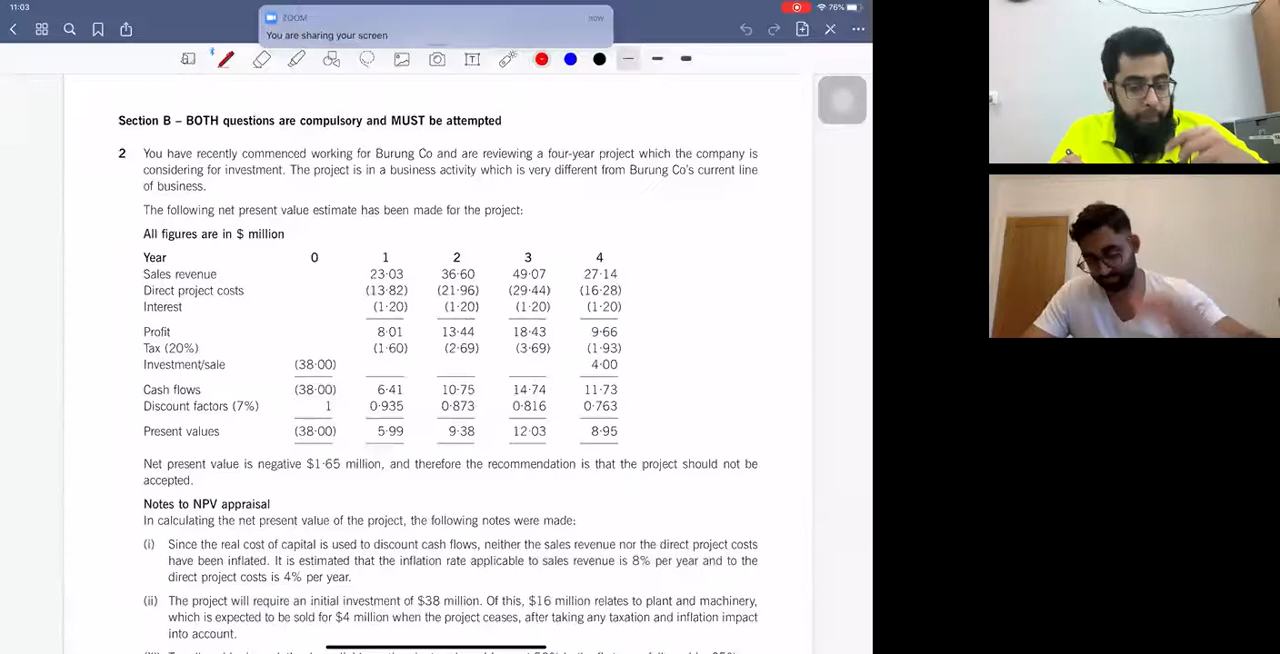 11:03
76%
ZOOM
now
You are sharing your screen
Section B – BOTH questions are compulsory and MUST be attempted
2 You have recently commenced working for Burung Co and are reviewing a four-year project which the company is
considering for investment. The project is in a business activity which is very different from Burung Co's current line
of business.
The following net present value estimate has been made for the project:
All figures are in $ million
Year 0 1 2 3 4
Sales revenue 23·03 36·60 49·07 27·14
Direct project costs (13·82) (21·96) (29·44) (16·28)
Interest (1·20) (1·20) (1·20) (1·20)
Profit 8·01 13·44 18·43 9·66
Tax (20%) (1·60) (2·69) (3·69) (1·93)
Investment/sale (38·00) 4·00
Cash flows (38·00) 6·41 10·75 14·74 11·73
Discount factors (7%) 1 0·935 0·873 0·816 0·763
Present values (38·00) 5·99 9·38 12·03 8·95
Net present value is negative $1·65 million, and therefore the recommendation is that the project should not be
accepted.
Notes to NPV appraisal
In calculating the net present value of the project, the following notes were made:
(i) Since the real cost of capital is used to discount cash flows, neither the sales revenue nor the direct project costs
have been inflated. It is estimated that the inflation rate applicable to sales revenue is 8% per year and to the
direct project costs is 4% per year.
(ii) The project will require an initial investment of $38 million. Of this, $16 million relates to plant and machinery,
which is expected to be sold for $4 million when the project ceases, after taking any taxation and inflation impact
into account.